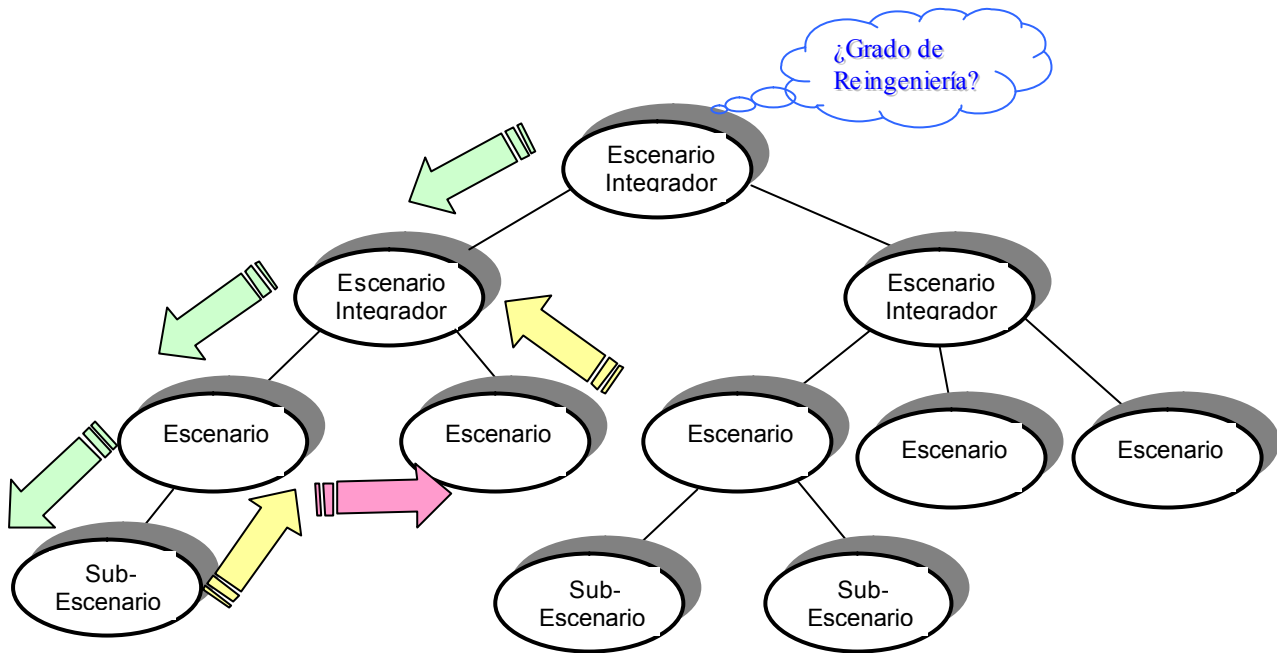 ¿Grado de
Reingeniería?
Escenario
Integrador
Escenario
Integrador
Escenario
Integrador
Escenario
Escenario
Escenario
Escenario
Escenario
Sub-
Escenario
Sub-
Escenario
Sub-
Escenario